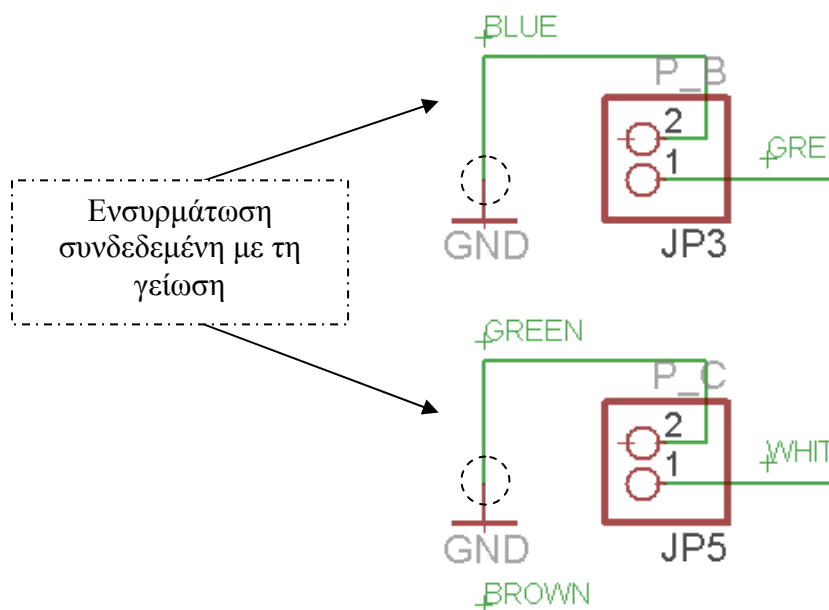 BLUE
P_B
2
1
GRE
GND
JP3
Ενσυρμάτωση
συνδεδεμένη με τη
γείωση
GREEN
P_C
2
1
WHIT
GND
JP5
BROWN